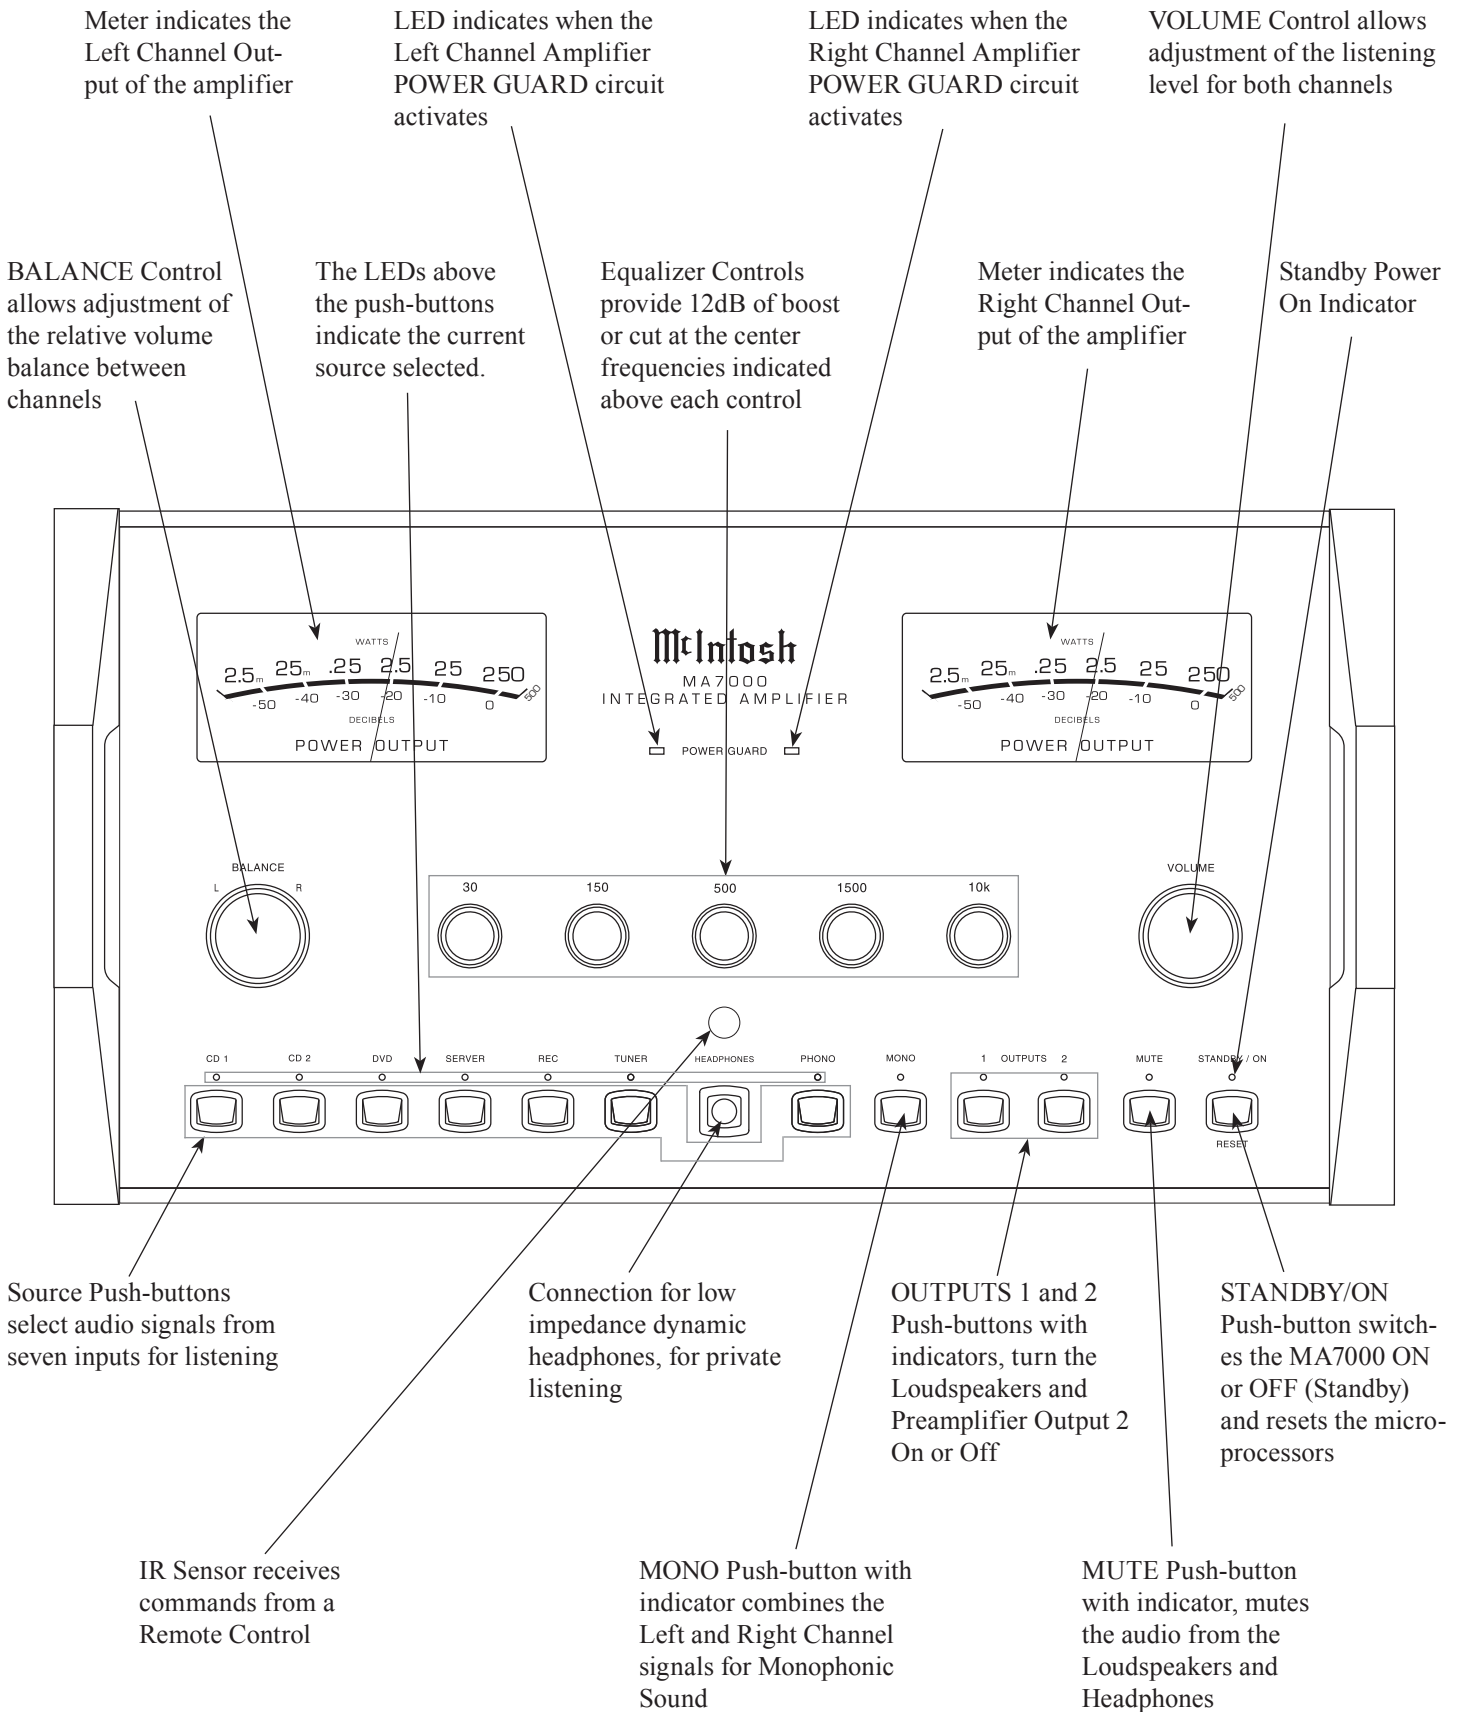 Meter indicates the
Left Channel Out-
put of the amplifier
LED indicates when the
Left Channel Amplifier
POWER GUARD circuit
activates
LED indicates when the
Right Channel Amplifier
POWER GUARD circuit
activates
VOLUME Control allows
adjustment of the listening
level for both channels
BALANCE Control
allows adjustment of
the relative volume
balance between
channels
The LEDs above
the push-buttons
indicate the current
source selected.
Equalizer Controls
provide 12dB of boost
or cut at the center
frequencies indicated
above each control
Meter indicates the
Right Channel Out-
put of the amplifier
Standby Power
On Indicator
WATTS
2.5m 25m .25 2.5 25 250 500
-50 -40 -30 -20 -10 0
DECIBELS
POWER OUTPUT
McIntosh
MA7000
INTEGRATED AMPLIFIER
POWER GUARD
WATTS
2.5m 25m .25 2.5 25 250 500
-50 -40 -30 -20 -10 0
DECIBELS
POWER OUTPUT
BALANCE
L R
30 150 500 1500 10k
VOLUME
CD 1 CD 2 DVD SERVER REC TUNER HEADPHONES PHONO MONO 1 OUTPUTS 2 MUTE STANDBY / ON
RESET
Source Push-buttons
select audio signals from
seven inputs for listening
Connection for low
impedance dynamic
headphones, for private
listening
OUTPUTS 1 and 2
Push-buttons with
indicators, turn the
Loudspeakers and
Preamplifier Output 2
On or Off
STANDBY/ON
Push-button switch-
es the MA7000 ON
or OFF (Standby)
and resets the micro-
processors
IR Sensor receives
commands from a
Remote Control
MONO Push-button with
indicator combines the
Left and Right Channel
signals for Monophonic
Sound
MUTE Push-button
with indicator, mutes
the audio from the
Loudspeakers and
Headphones